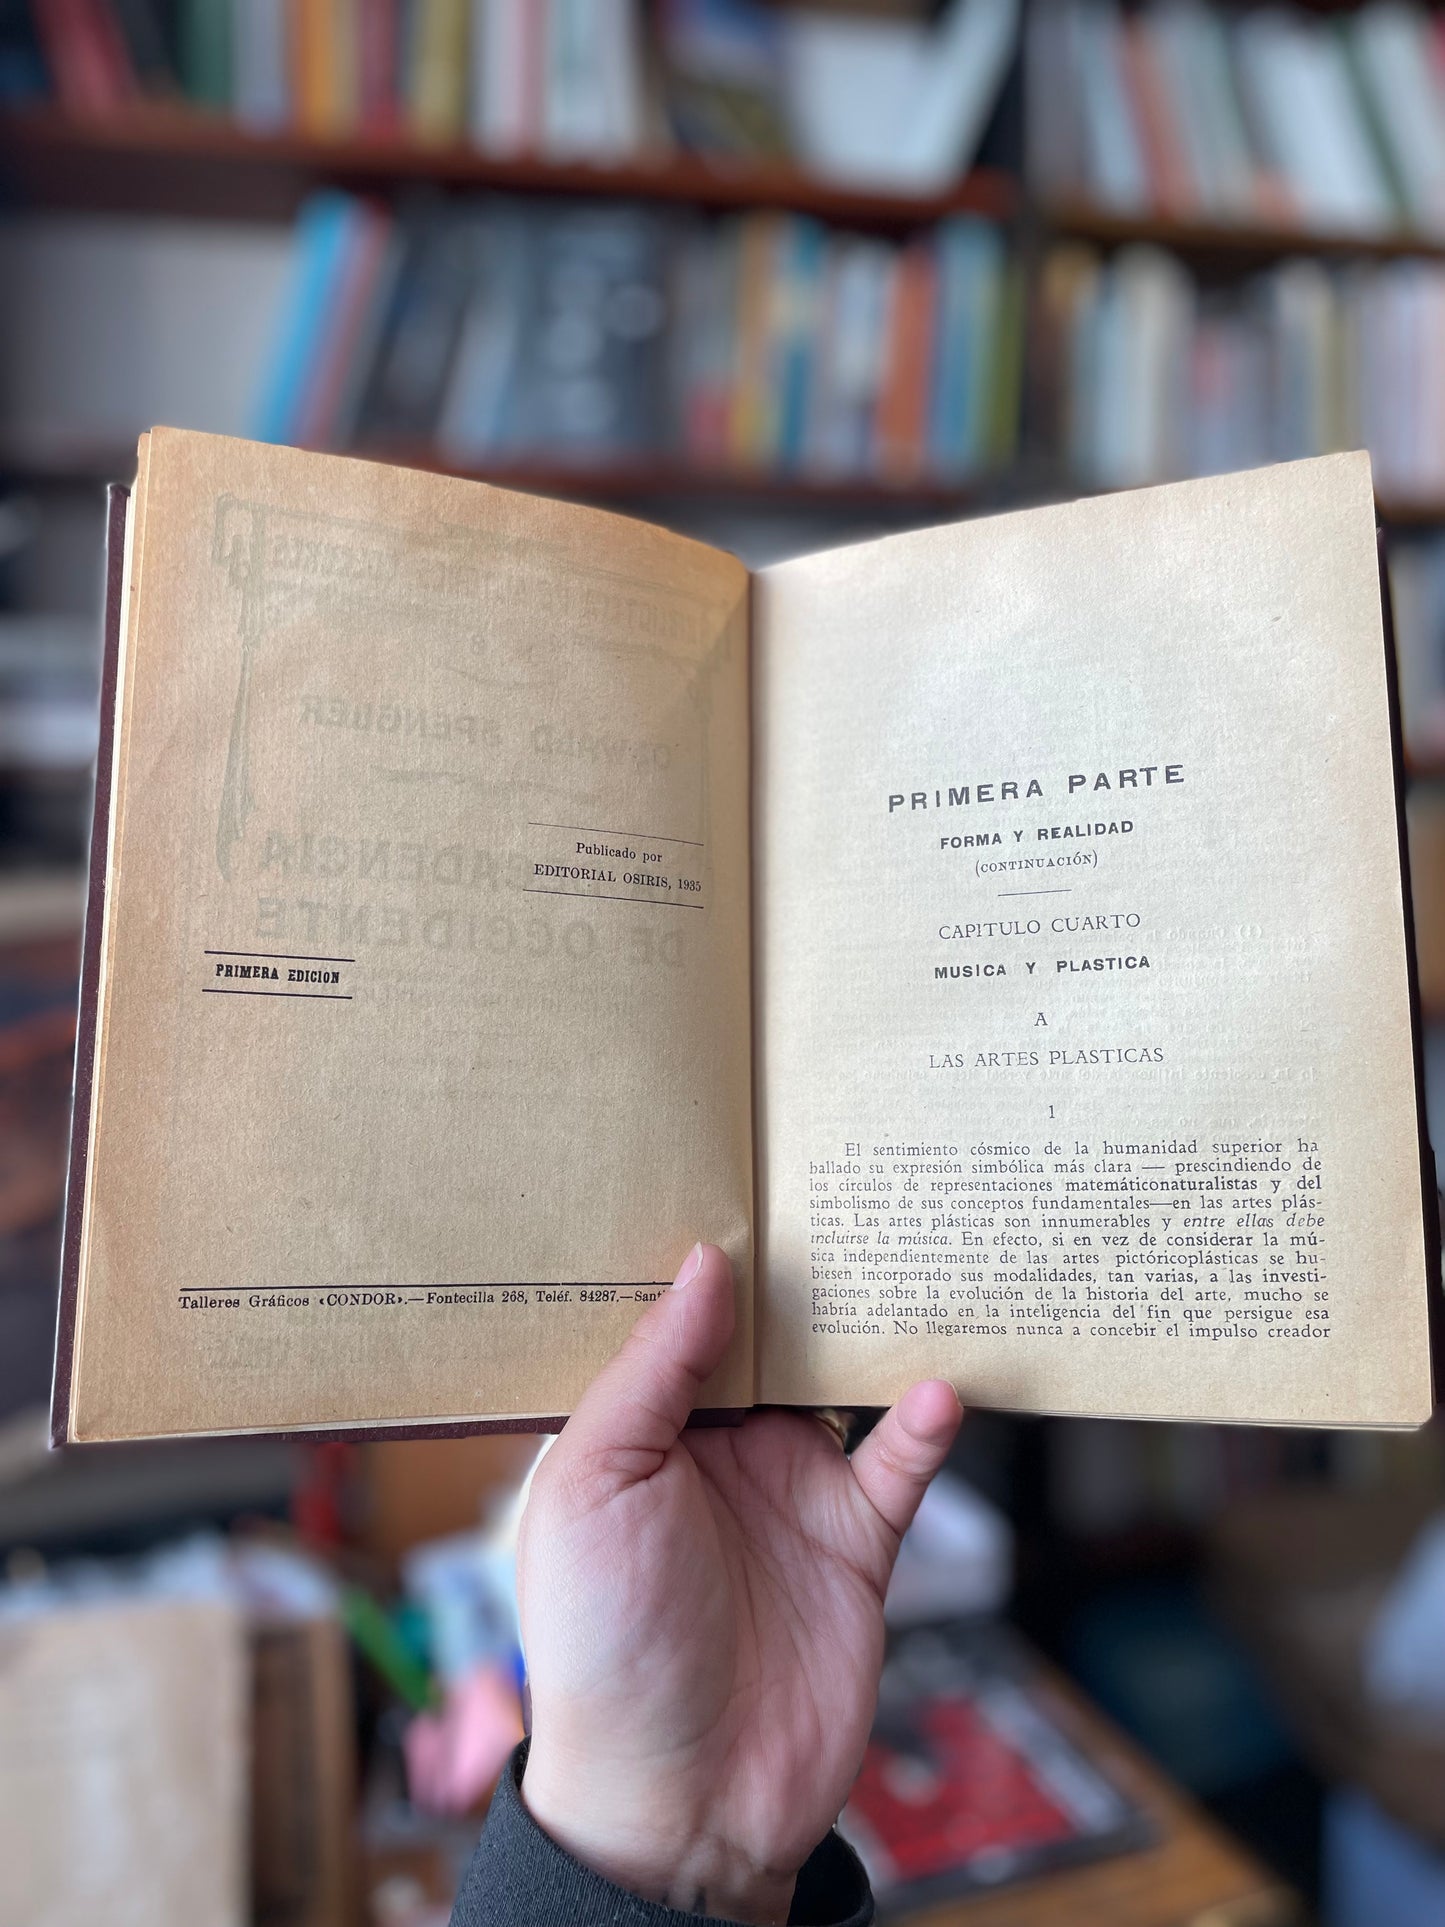 Publicado por
EDITORIAL OSIRIS, 1935
PRIMERA EDICION
Talleres Gráficos «CONDOR».—Fontecilla 268, Teléf. 84287.—
PRIMERA PARTE
FORMA Y REALIDAD
(CONTINUACIÓN)
CAPITULO CUARTO
MUSICA Y PLASTICA
A
LAS ARTES PLASTICAS
1
El sentimiento cósmico de la humanidad superior ha
hallado su expresión simbólica más clara — prescindiendo de
los círculos de representaciones matemáticonaturalistas y del
simbolismo de sus conceptos fundamentales—en las artes plás-
ticas. Las artes plásticas son innumerables y entre ellas debe
incluirse la música. En efecto, si en vez de considerar la mú-
sica independientemente de las artes pictóricoplásticas se hu-
biesen incorporado sus modalidades, tan varias, a las investi-
gaciones sobre la evolución de la historia del arte, mucho se
habría adelantado en la inteligencia del fin que persigue esa
evolución. No llegaremos nunca a concebir el impulso creador